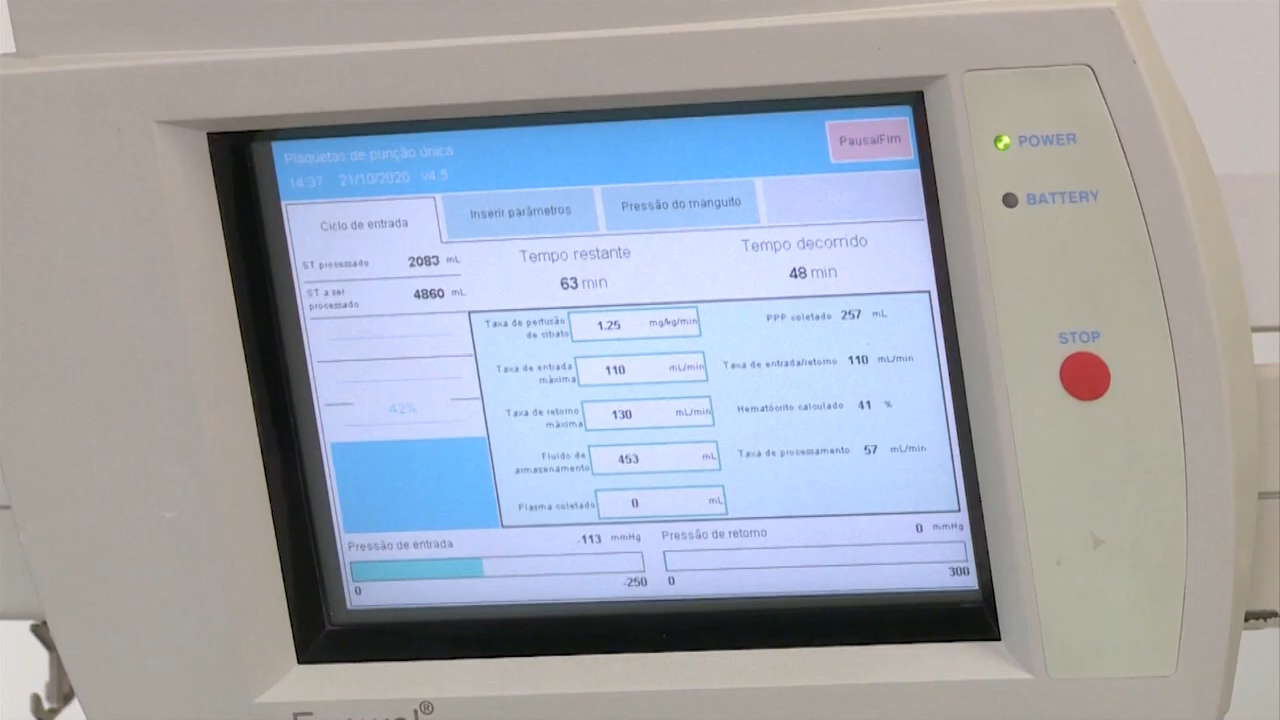 Plaquetas de punção única
14:37 21/10/2020 v4.5
Pausa/Fim
Ciclo de entrada
Inserir parâmetros
Pressão do manguito
ST processado 2083 mL
ST a ser processado 4860 mL
Tempo restante
63 min
Tempo decorrido
48 min
42%
Taxa de perfusão de citrato 1.25 mg/kg/min
Taxa de entrada máxima 110 mL/min
Taxa de retorno máxima 130 mL/min
Fluido de armazenamento 453 mL
Plasma coletado 0 mL
PPP coletado 257 mL
Taxa de entrada/retorno 110 mL/min
Hematócrito calculado 41 %
Taxa de processamento 57 mL/min
Pressão de entrada -113 mmHg
0 -250
Pressão de retorno 0 mmHg
0 300
POWER
BATTERY
STOP